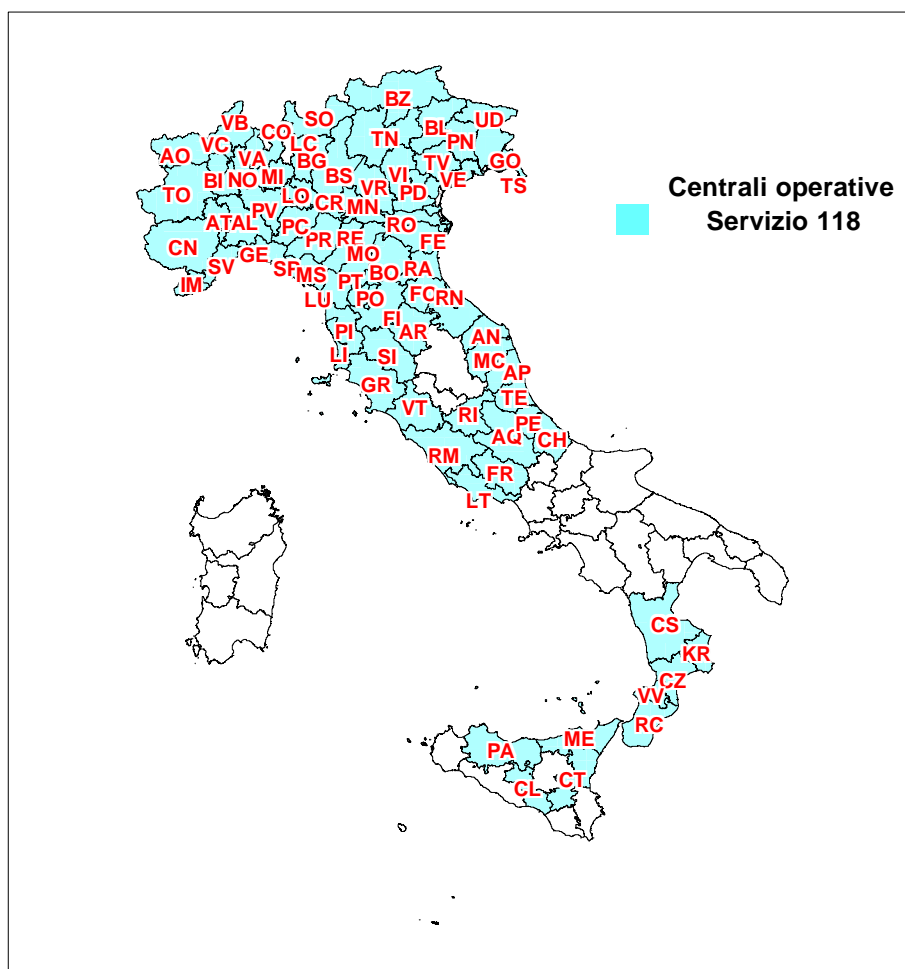 BZ
SO
UD
VB
CO
BL
TN
PN
VC
LC
AO
VA
BG
TV
GO
BI
NO
MI
BS
VI
VE
TS
TO
VR
PD
LO
CR
MN
Centrali operative
Servizio 118
PV
AT
AL
PC
RO
PR
RE
FE
CN
GE
MO
SV
SP
MS
BO
RA
IM
PT
LU
PO
FO
RN
FI
PI
AR
AN
LI
SI
MC
GR
AP
TE
VT
RI
PE
AQ
CH
RM
FR
LT
CS
KR
CZ
VV
RC
ME
PA
CT
CL